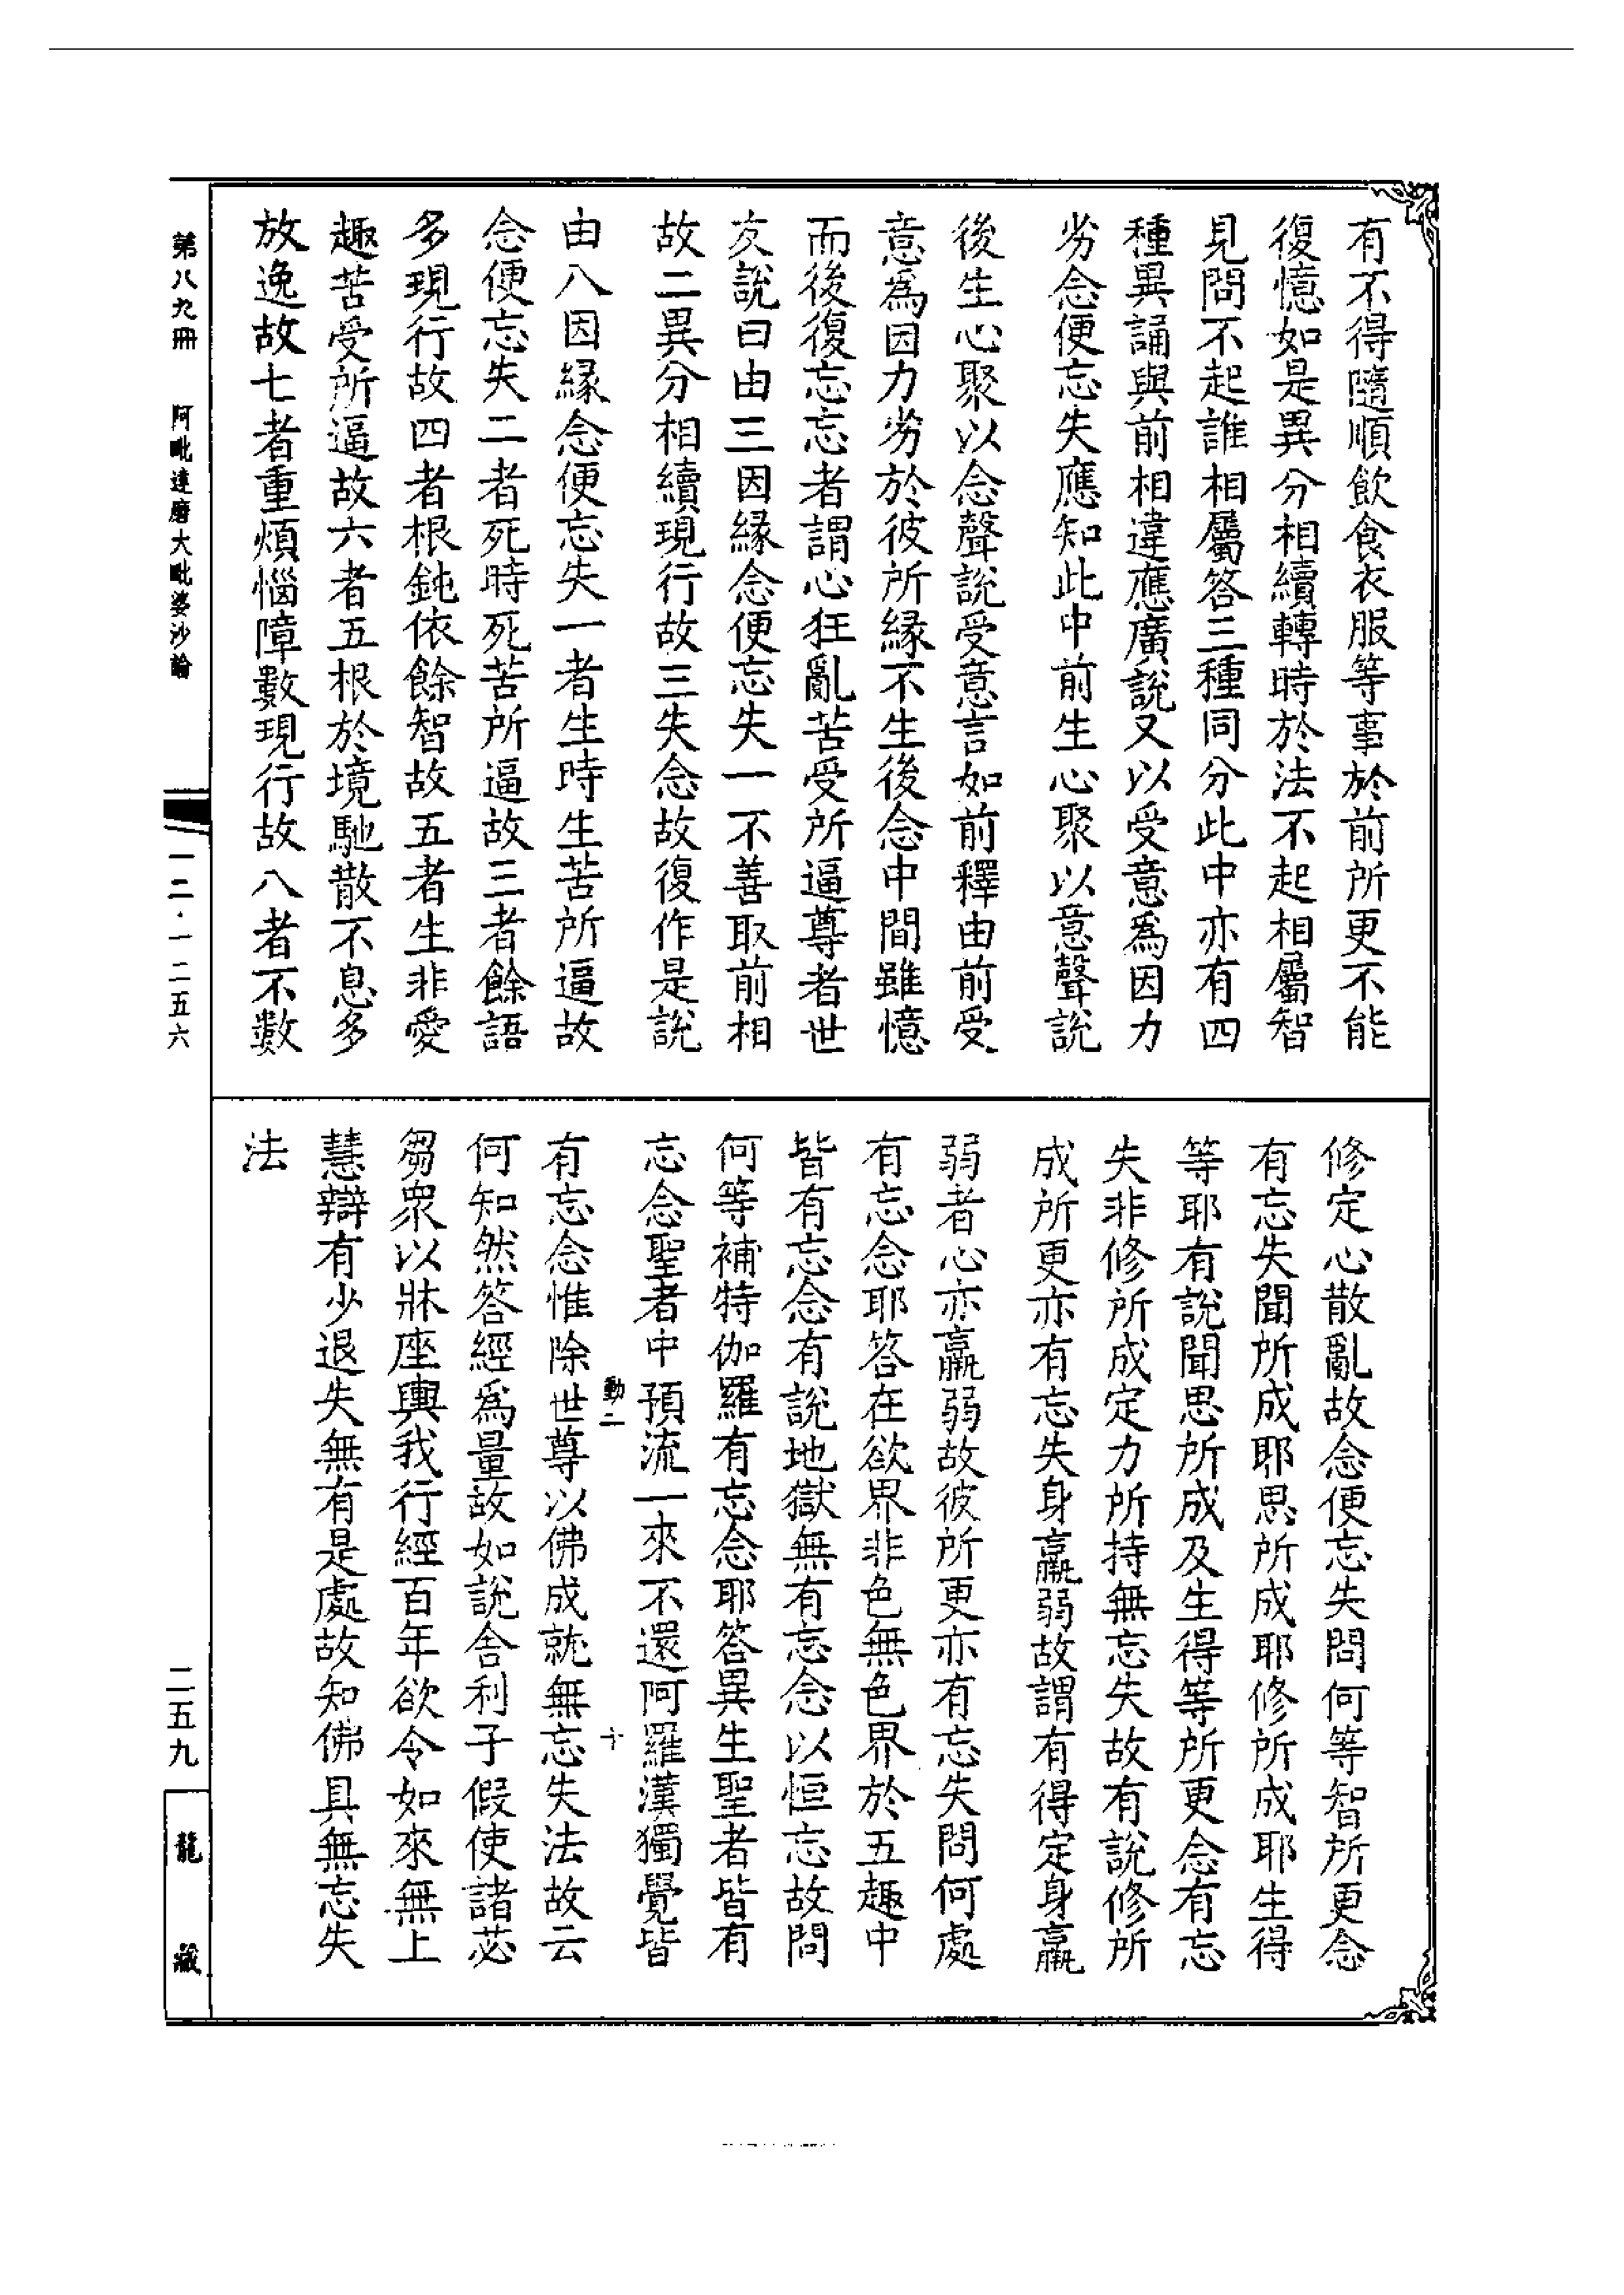 有不得隨順飲食衣服等事於前所更不能
復憶如是異分相續轉時於法不起相屬智
見問不起誰相屬答三種同分此中亦有四
種異誦與前相違應廣說又以受意為因力
劣念便忘失應知此中前生心聚以意聲說
後生心聚以念聲說受意言如前釋由前受
意為因力劣於彼所緣不生後念中間雖憶
而後復忘忘者謂心狂亂苦受所逼尊者世
友說曰由三因緣念便忘失一不善取前相
故二異分相續現行故三失念故復作是說
由八因緣念便忘失一者生時生苦所逼故
念便忘失二者死時死苦所逼故三者餘語
多現行故四者根鈍依餘智故五者生非愛
趣苦受所逼故六者五根於境馳散不息多
放逸故七者重煩惱障數現行故八者不數
修定心散亂故念便忘失問何等智所更念
有忘失聞所成耶思所成耶修所成耶生得
等耶有說聞思所成及生得等所更念有忘
失非修所成定力所持無忘失故有說修所
成所更亦有忘失身羸弱故謂有得定身羸
弱者心亦羸弱故彼所更亦有忘失問何處
有忘念耶答在欲界非色無色界於五趣中
皆有忘念有說地獄無有忘念以恒忘故問
何等補特伽羅有忘念耶答異生聖者皆有
忘念聖者中預流一來不還阿羅漢獨覺皆
動二 十
有忘念惟除世尊以佛成就無忘失法故云
何知然答經為量故如說舍利子假使諸苾
芻眾以牀座輿我行經百年欲令如來無上
慧辯有少退失無有是處故知佛具無忘失
法
第八九冊 阿毗達磨大毗婆沙論
一二·一二五六
二五九
龍藏